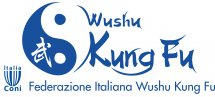 Wushu
武
Kung Fu
Italia
Coni
Federazione Italiana Wushu Kung Fu